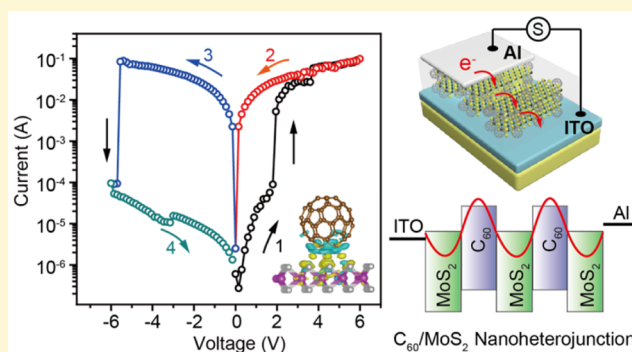 Current (A)
10⁻¹
10⁻²
10⁻³
10⁻⁴
10⁻⁵
10⁻⁶
3
2
4
1
-6
-4
-2
0
2
4
6
Voltage (V)
S
Al
e⁻
ITO
ITO
Al
C₆₀
C₆₀
MoS₂
MoS₂
MoS₂
C₆₀/MoS₂ Nanoheterojunction